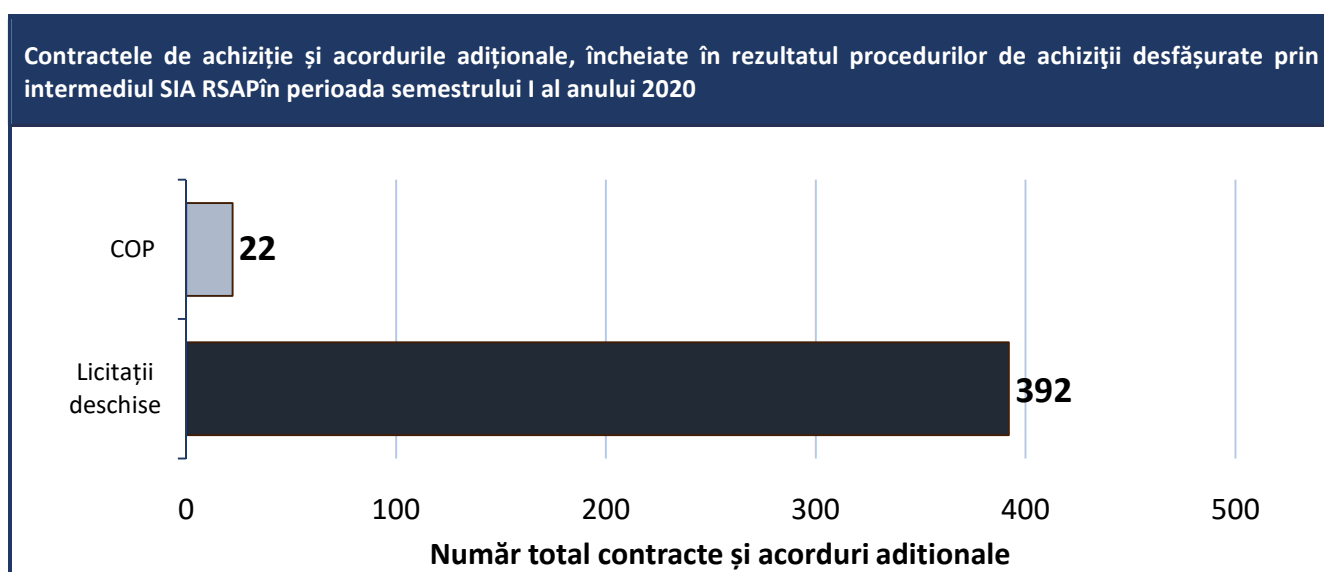 Contractele de achiziție și acordurile adiționale, încheiate în rezultatul procedurilor de achiziţii desfășurate prin
intermediul SIA RSAPîn perioada semestrului I al anului 2020
COP
22
Licitații
deschise
392
0 100 200 300 400 500
Număr total contracte și acorduri aditionale